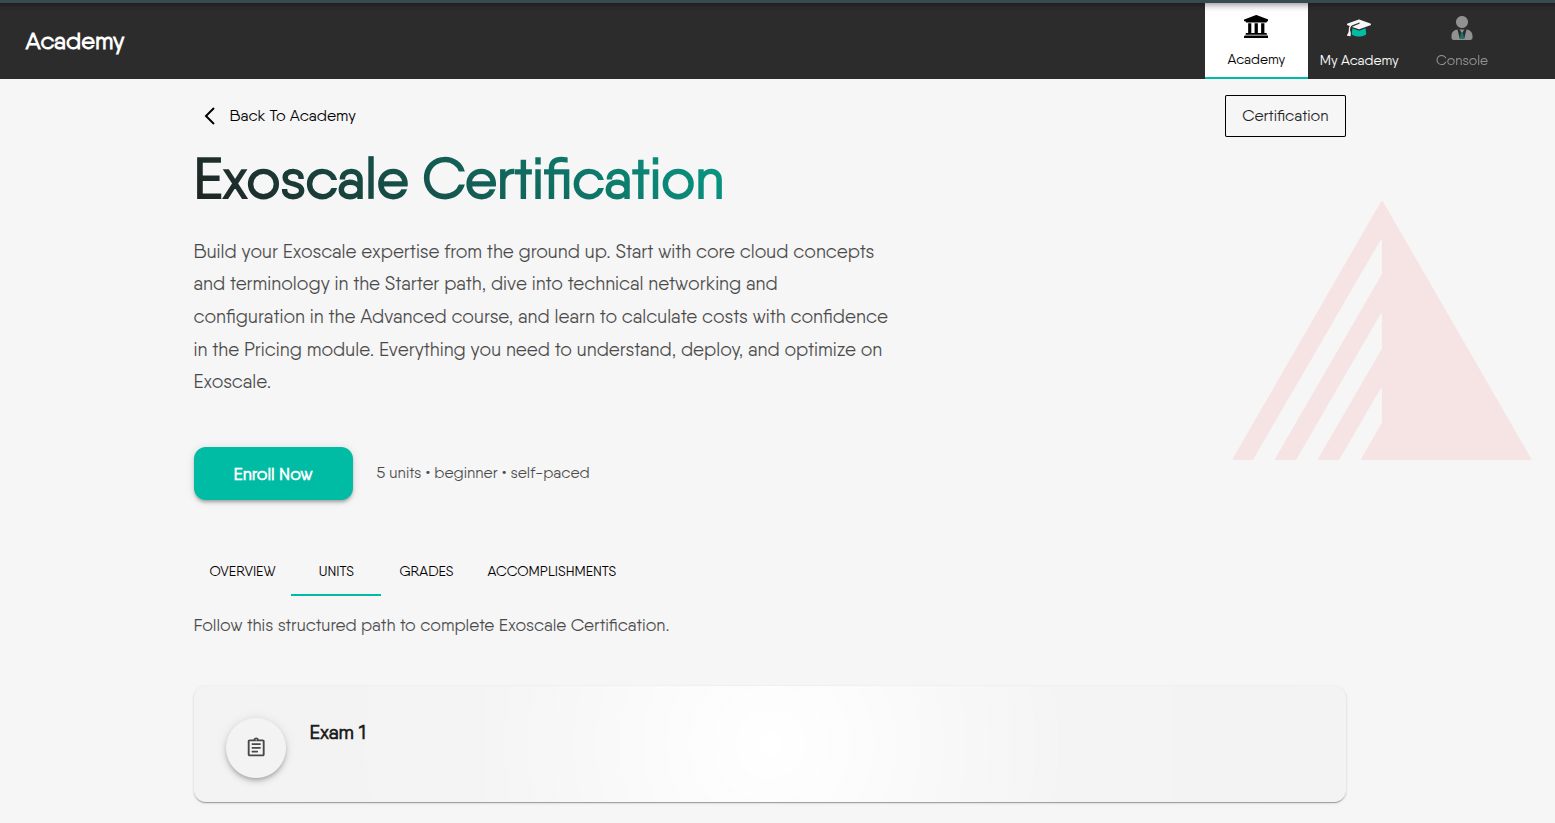 Academy
Academy
My Academy
Console
Back To Academy
Certification
Exoscale Certification
Build your Exoscale expertise from the ground up. Start with core cloud concepts
and terminology in the Starter path, dive into technical networking and
configuration in the Advanced course, and learn to calculate costs with confidence
in the Pricing module. Everything you need to understand, deploy, and optimize on
Exoscale.
Enroll Now
5 units • beginner • self-paced
OVERVIEW
UNITS
GRADES
ACCOMPLISHMENTS
Follow this structured path to complete Exoscale Certification.
Exam 1